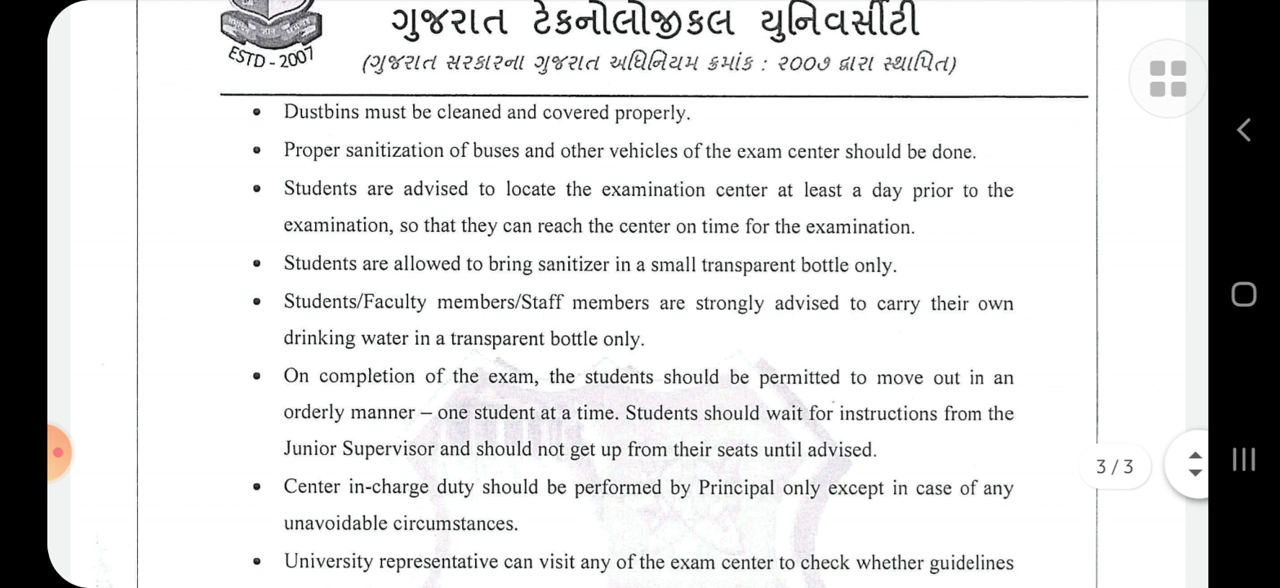 ગુજરાત ટેકનોલોજીકલ યુનિવર્સીટી
ESTD - 2007
(ગુજરાત સરકારના ગુજરાત અધિનિયમ ક્રમાંક : ૨૦૦૭ દ્વારા સ્થાપિત)
• Dustbins must be cleaned and covered properly.
• Proper sanitization of buses and other vehicles of the exam center should be done.
• Students are advised to locate the examination center at least a day prior to the
examination, so that they can reach the center on time for the examination.
• Students are allowed to bring sanitizer in a small transparent bottle only.
• Students/Faculty members/Staff members are strongly advised to carry their own
drinking water in a transparent bottle only.
• On completion of the exam, the students should be permitted to move out in an
orderly manner – one student at a time. Students should wait for instructions from the
Junior Supervisor and should not get up from their seats until advised.
3 / 3
• Center in-charge duty should be performed by Principal only except in case of any
unavoidable circumstances.
• University representative can visit any of the exam center to check whether guidelines